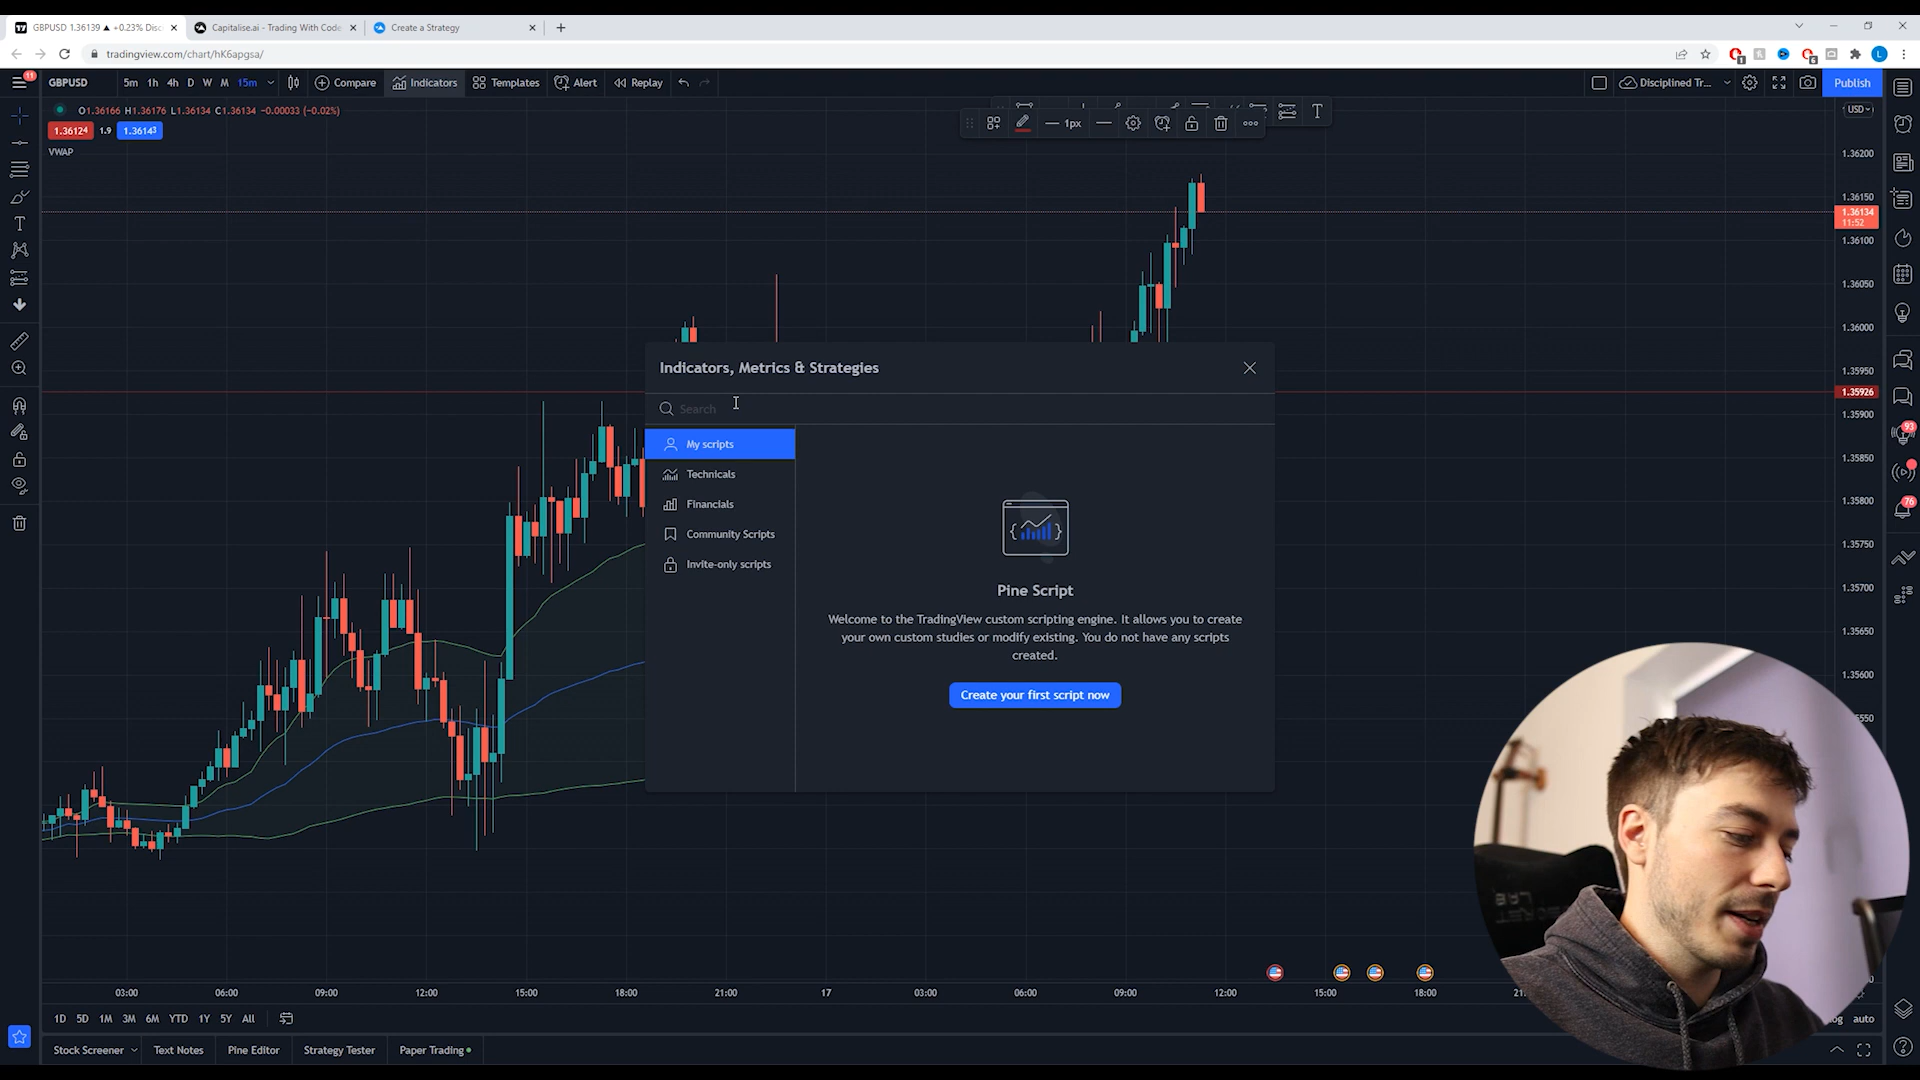 GBPUSD 1.36139 ▲ +0.23% Disc
Capitalise.ai - Trading With Code
Create a Strategy
tradingview.com/chart/hK6apgsa/
11
GBPUSD
5m 1h 4h D W M 15m
Compare
Indicators
Templates
Alert
Replay
Disciplined Tr...
Publish
O1.36166 H1.36176 L1.36134 C1.36134 −0.00033 (−0.02%)
1.36124 1.9 1.36143
VWAP
1px
USD
1.36200
1.36150
1.36134
11:52
1.36100
1.36050
1.36000
1.35950
1.35926
1.35900
1.35850
1.35800
1.35750
1.35700
1.35650
1.35600
93
76
Indicators, Metrics & Strategies
Search
My scripts
Technicals
Financials
Community Scripts
Invite-only scripts
Pine Script
Welcome to the TradingView custom scripting engine. It allows you to create
your own custom studies or modify existing. You do not have any scripts
created.
Create your first script now
03:00 06:00 09:00 12:00 15:00 18:00 21:00 17 03:00 06:00 09:00 12:00 15:00 18:00
1D 5D 1M 3M 6M YTD 1Y 5Y All
auto
Stock Screener
Text Notes
Pine Editor
Strategy Tester
Paper Trading